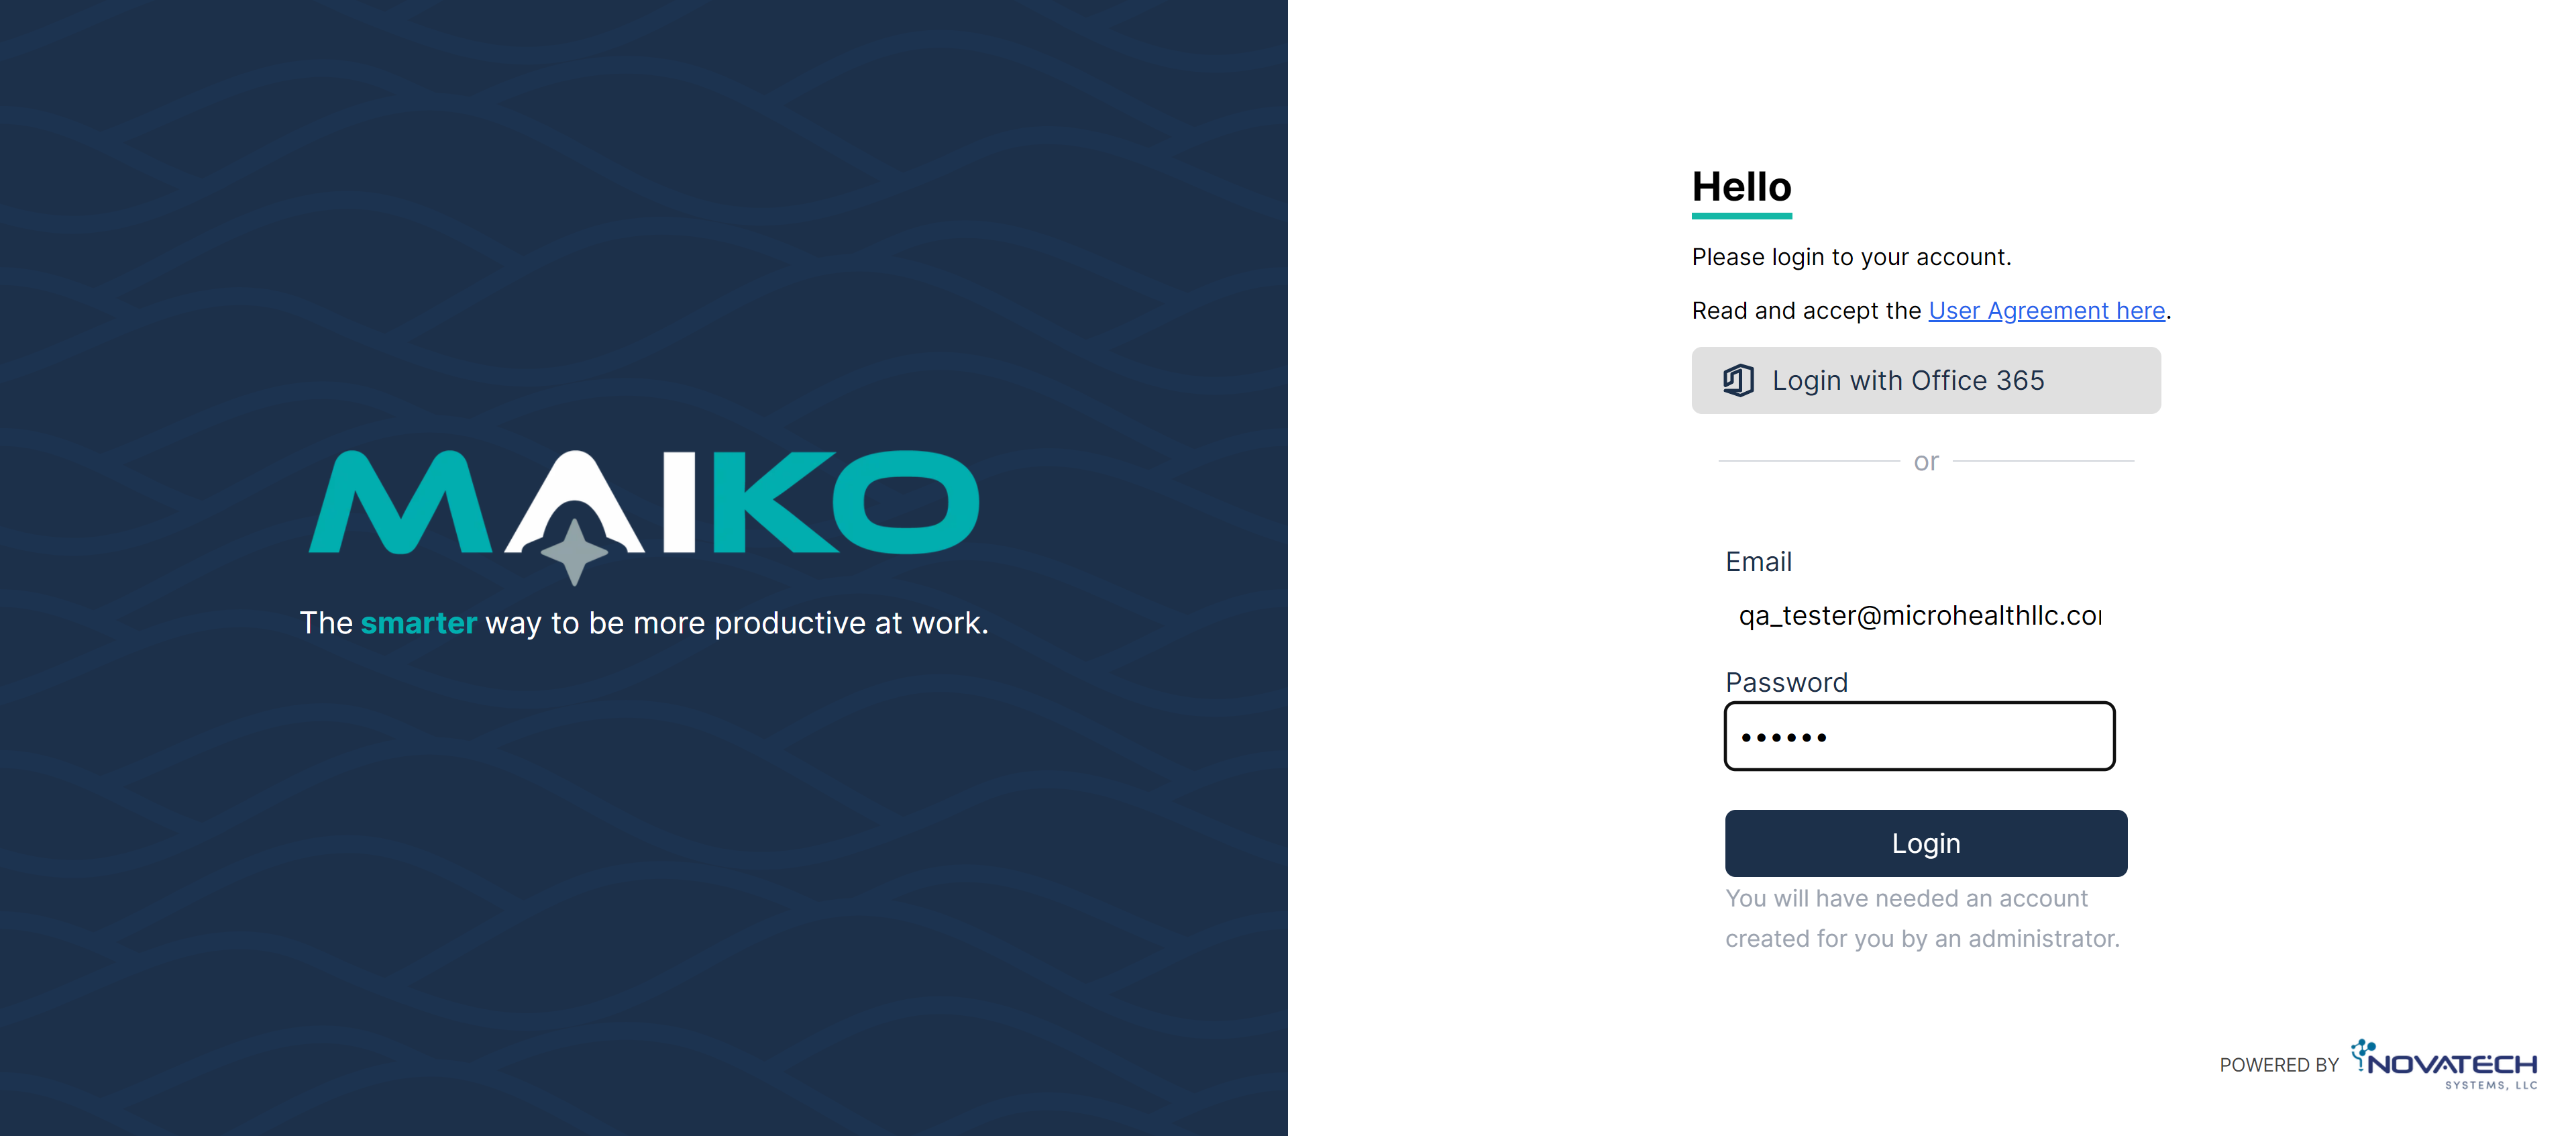 MAIKO
The smarter way to be more productive at work.
Hello
Please login to your account.
Read and accept the User Agreement here.
Login with Office 365
or
Email
qa_tester@microhealthllc.co
Password
••••••
Login
You will have needed an account
created for you by an administrator.
POWERED BY NOVATECH
SYSTEMS, LLC